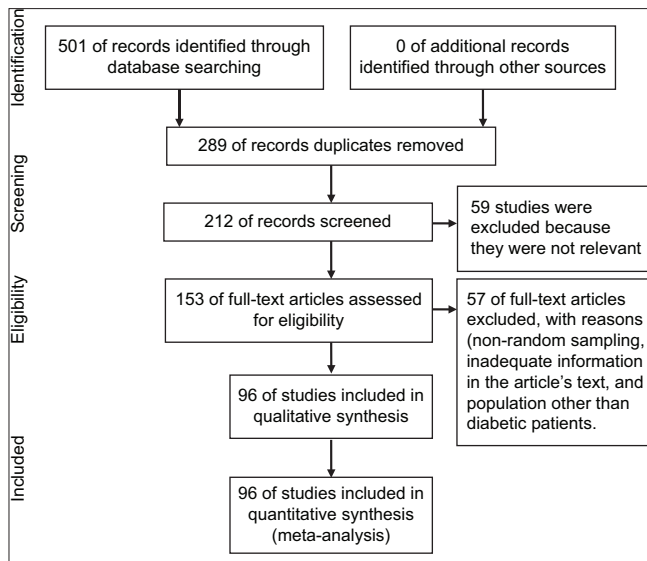 Identification
501 of records identified through
database searching
0 of additional records
identified through other sources
289 of records duplicates removed
Screening
212 of records screened
59 studies were
excluded because
they were not relevant
Eligibility
153 of full-text articles assessed
for eligibility
57 of full-text articles
excluded, with reasons
(non-random sampling,
inadequate information
in the article's text, and
population other than
diabetic patients.
96 of studies included in
qualitative synthesis
Included
96 of studies included in
quantitative synthesis
(meta-analysis)